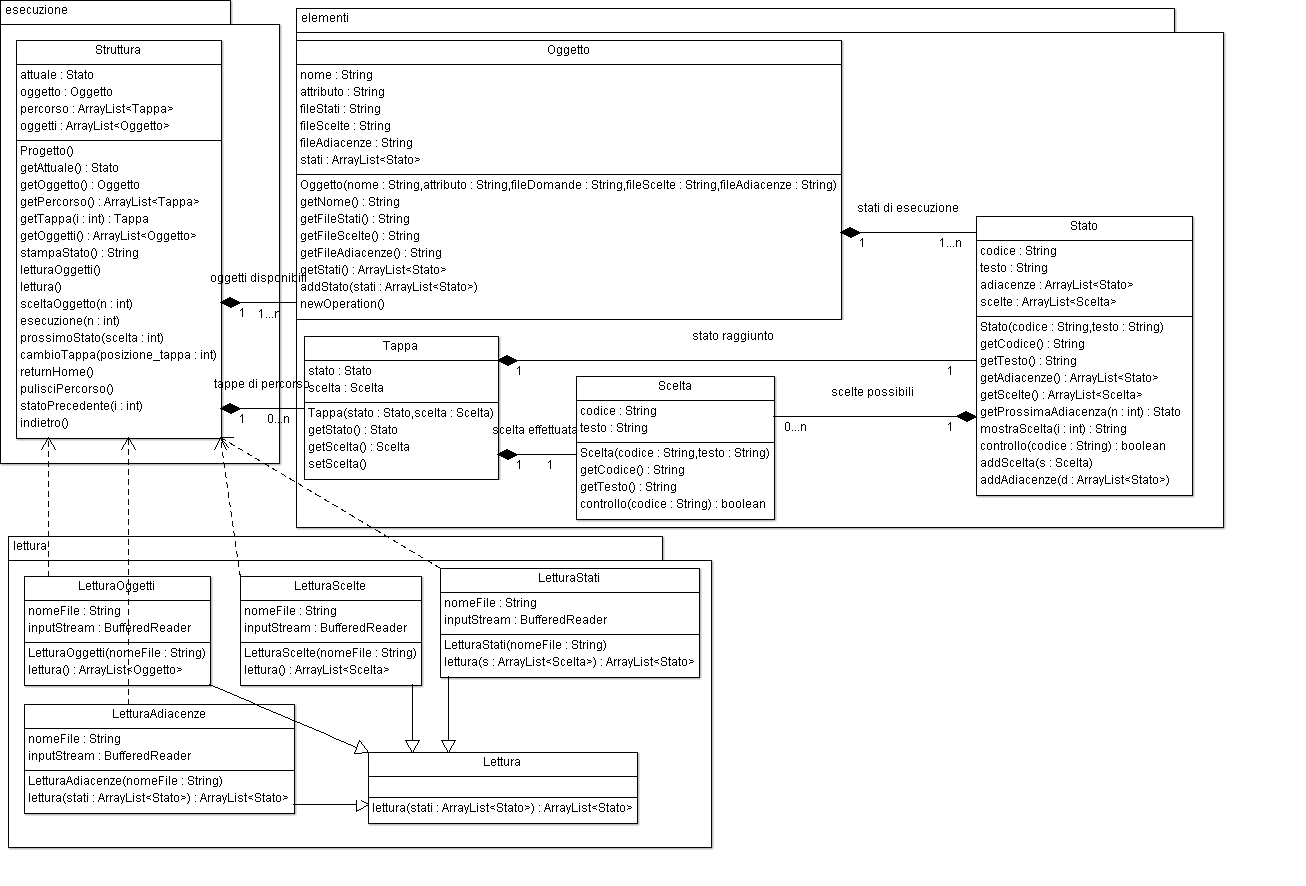 esecuzione
Struttura
attuale : Stato
oggetto : Oggetto
percorso : ArrayList<Tappa>
oggetti : ArrayList<Oggetto>
Progetto()
getAttuale() : Stato
getOggetto() : Oggetto
getPercorso() : ArrayList<Tappa>
getTappa(i : int) : Tappa
getOggetti() : ArrayList<Oggetto>
stampaStato() : String
letturaOggetti()
lettura()
sceltaOggetto(n : int)
esecuzione(n : int)
prossimoStato(scelta : int)
cambioTappa(posizione_tappa : int)
returnHome()
pulisciPercorso()
statoPrecedente(i : int)
indietro()
oggetti disponibili
1 1...n
tappe di percorso
1 0...n
elementi
Oggetto
nome : String
attributo : String
fileStati : String
fileScelte : String
fileAdiacenze : String
stati : ArrayList<Stato>
Oggetto(nome : String,attributo : String,fileDomande : String,fileScelte : String,fileAdiacenze : String)
getNome() : String
getFileStati() : String
getFileScelte() : String
getFileAdiacenze() : String
getStati() : ArrayList<Stato>
addStato(stati : ArrayList<Stato>)
newOperation()
stati di esecuzione
1 1...n
Stato
codice : String
testo : String
adiacenze : ArrayList<Stato>
scelte : ArrayList<Scelta>
Stato(codice : String,testo : String)
getCodice() : String
getTesto() : String
getAdiacenze() : ArrayList<Stato>
getScelte() : ArrayList<Scelta>
getProssimaAdiacenza(n : int) : Stato
mostraScelta(i : int) : String
controllo(codice : String) : boolean
addScelta(s : Scelta)
addAdiacenze(d : ArrayList<Stato>)
Tappa
stato : Stato
scelta : Scelta
Tappa(stato : Stato,scelta : Scelta)
getStato() : Stato
getScelta() : Scelta
setScelta()
stato raggiunto
1 1
scelta effettuata
1 1
Scelta
codice : String
testo : String
Scelta(codice : String,testo : String)
getCodice() : String
getTesto() : String
controllo(codice : String) : boolean
scelte possibili
0...n 1
lettura
LetturaOggetti
nomeFile : String
inputStream : BufferedReader
LetturaOggetti(nomeFile : String)
lettura() : ArrayList<Oggetto>
LetturaScelte
nomeFile : String
inputStream : BufferedReader
LetturaScelte(nomeFile : String)
lettura() : ArrayList<Scelta>
LetturaStati
nomeFile : String
inputStream : BufferedReader
LetturaStati(nomeFile : String)
lettura(s : ArrayList<Scelta>) : ArrayList<Stato>
LetturaAdiacenze
nomeFile : String
inputStream : BufferedReader
LetturaAdiacenze(nomeFile : String)
lettura(stati : ArrayList<Stato>) : ArrayList<Stato>
Lettura
lettura(stati : ArrayList<Stato>) : ArrayList<Stato>